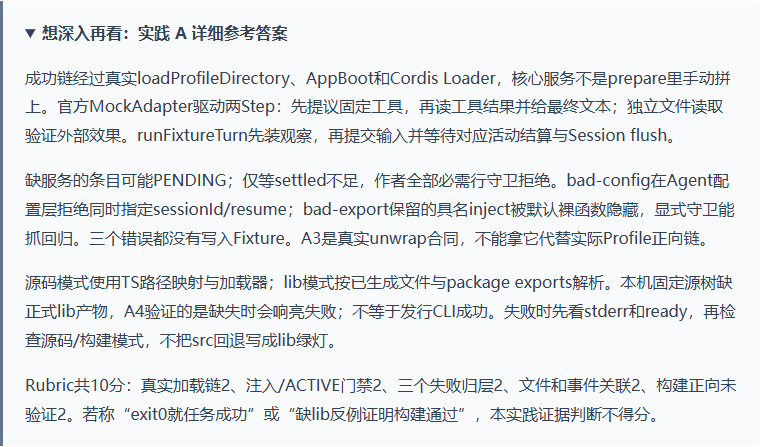 ▼ 想深入再看：实践 A 详细参考答案
成功链经过真实loadProfileDirectory、AppBoot和Cordis Loader，核心服务不是prepare里手动拼
上。官方MockAdapter驱动两Step：先提议固定工具，再读工具结果并给最终文本；独立文件读取
验证外部效果。runFixtureTurn先装观察，再提交输入并等待对应活动结算与Session flush。
缺服务的条目可能PENDING；仅等settled不足，作者全部必需行守卫拒绝。bad-config在Agent配
置层拒绝同时指定sessionId/resume；bad-export保留的具名inject被默认裸函数隐藏，显式守卫能
抓回归。三个错误都没有写入Fixture。A3是真实unwrap合同，不能拿它代替实际Profile正向链。
源码模式使用TS路径映射与加载器；lib模式按已生成文件与package exports解析。本机固定源树缺
正式lib产物，A4验证的是缺失时会响亮失败；不等于发行CLI成功。失败时先看stderr和ready，再检
查源码/构建模式，不把src回退写成lib绿灯。
Rubric共10分：真实加载链2、注入/ACTIVE门禁2、三个失败归层2、文件和事件关联2、构建正向未
验证2。若称“exit0就任务成功”或“缺lib反例证明构建通过”，本实践证据判断不得分。